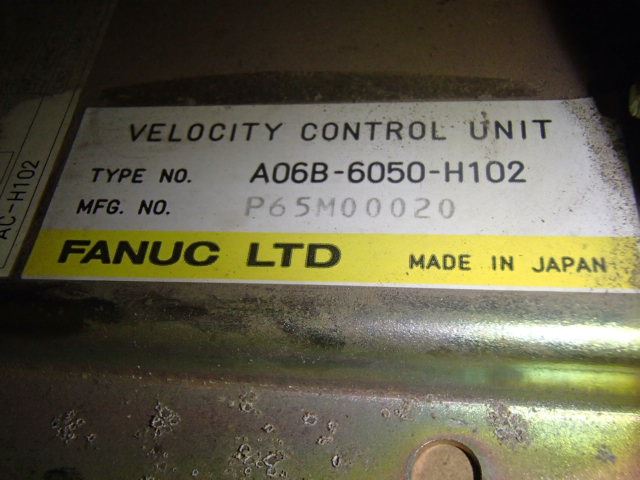 VELOCITY CONTROL UNIT
TYPE NO. A06B-6050-H102
MFG. NO. P65M00020
FANUC LTD MADE IN JAPAN
AC-H102